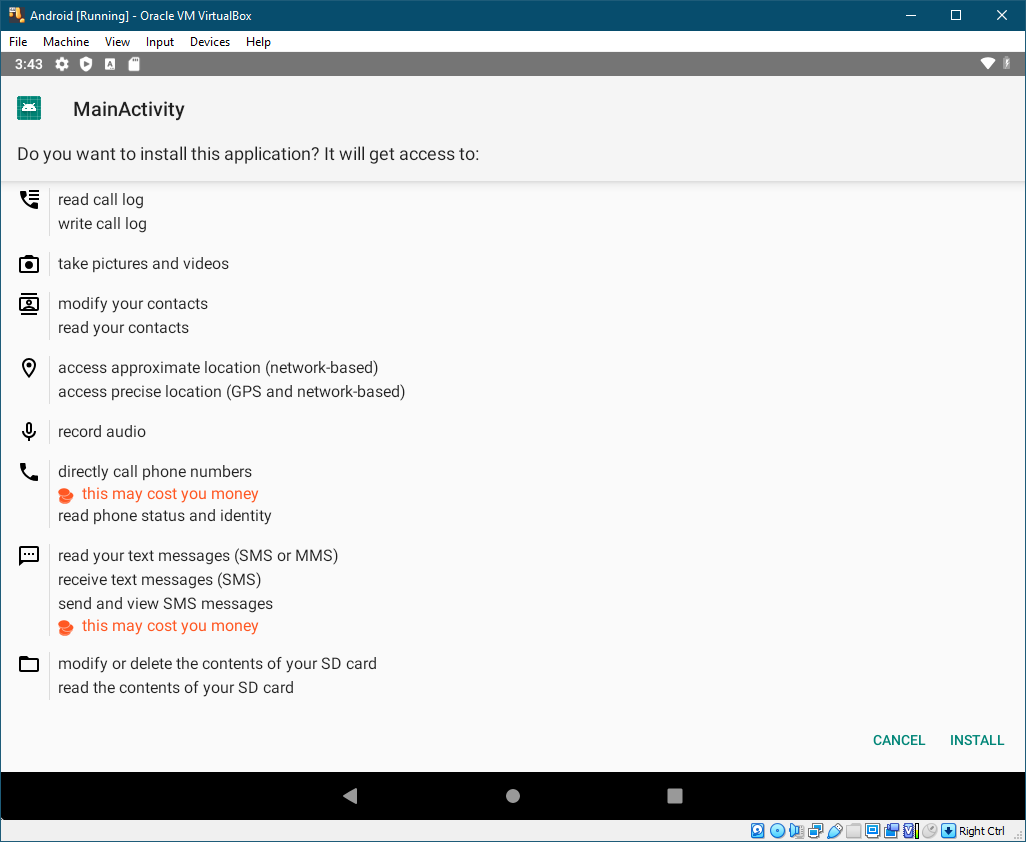 Android [Running] - Oracle VM VirtualBox
File Machine View Input Devices Help
3:43
MainActivity
Do you want to install this application? It will get access to:
read call log
write call log
take pictures and videos
modify your contacts
read your contacts
access approximate location (network-based)
access precise location (GPS and network-based)
record audio
directly call phone numbers
this may cost you money
read phone status and identity
read your text messages (SMS or MMS)
receive text messages (SMS)
send and view SMS messages
this may cost you money
modify or delete the contents of your SD card
read the contents of your SD card
CANCEL INSTALL
Right Ctrl